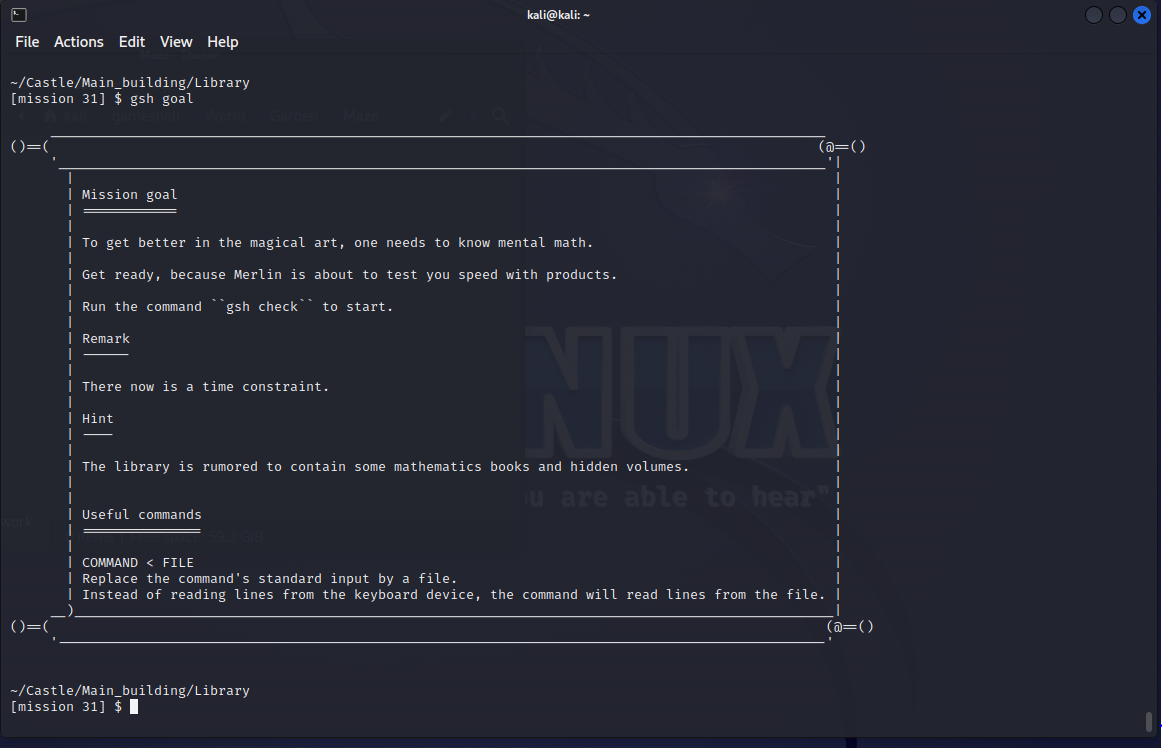 kali@kali: ~
File Actions Edit View Help
~/Castle/Main_building/Library
[mission 31] $ gsh goal
Mission goal
To get better in the magical art, one needs to know mental math.
Get ready, because Merlin is about to test you speed with products.
Run the command ``gsh check`` to start.
Remark
There now is a time constraint.
Hint
The library is rumored to contain some mathematics books and hidden volumes.
Useful commands
COMMAND < FILE
Replace the command's standard input by a file.
Instead of reading lines from the keyboard device, the command will read lines from the file.
~/Castle/Main_building/Library
[mission 31] $
NUX
u are able to hear"